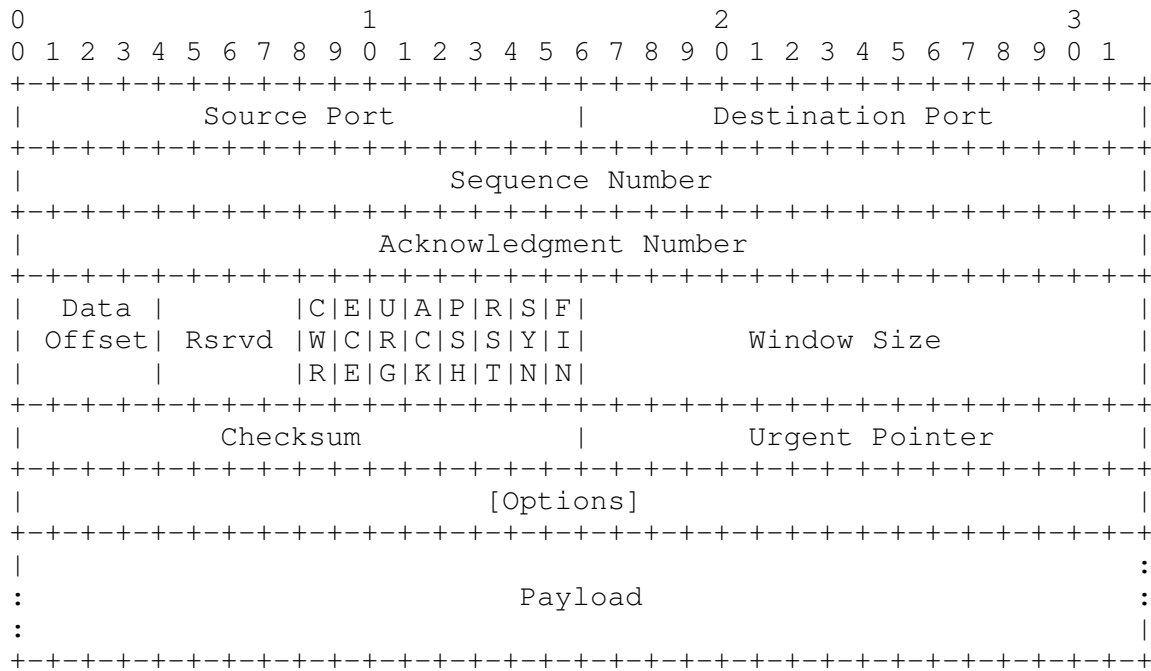 0                   1                   2                   3
0 1 2 3 4 5 6 7 8 9 0 1 2 3 4 5 6 7 8 9 0 1 2 3 4 5 6 7 8 9 0 1
+-+-+-+-+-+-+-+-+-+-+-+-+-+-+-+-+-+-+-+-+-+-+-+-+-+-+-+-+-+-+-+-+
|          Source Port          |       Destination Port        |
+-+-+-+-+-+-+-+-+-+-+-+-+-+-+-+-+-+-+-+-+-+-+-+-+-+-+-+-+-+-+-+-+
|                        Sequence Number                        |
+-+-+-+-+-+-+-+-+-+-+-+-+-+-+-+-+-+-+-+-+-+-+-+-+-+-+-+-+-+-+-+-+
|                    Acknowledgment Number                      |
+-+-+-+-+-+-+-+-+-+-+-+-+-+-+-+-+-+-+-+-+-+-+-+-+-+-+-+-+-+-+-+-+
|  Data |       |C|E|U|A|P|R|S|F|                               |
| Offset| Rsrvd |W|C|R|C|S|S|Y|I|         Window Size           |
|       |       |R|E|G|K|H|T|N|N|                               |
+-+-+-+-+-+-+-+-+-+-+-+-+-+-+-+-+-+-+-+-+-+-+-+-+-+-+-+-+-+-+-+-+
|           Checksum            |         Urgent Pointer        |
+-+-+-+-+-+-+-+-+-+-+-+-+-+-+-+-+-+-+-+-+-+-+-+-+-+-+-+-+-+-+-+-+
|                          [Options]                            |
+-+-+-+-+-+-+-+-+-+-+-+-+-+-+-+-+-+-+-+-+-+-+-+-+-+-+-+-+-+-+-+-+
|                                                               :
:                            Payload                            :
:                                                               |
+-+-+-+-+-+-+-+-+-+-+-+-+-+-+-+-+-+-+-+-+-+-+-+-+-+-+-+-+-+-+-+-+